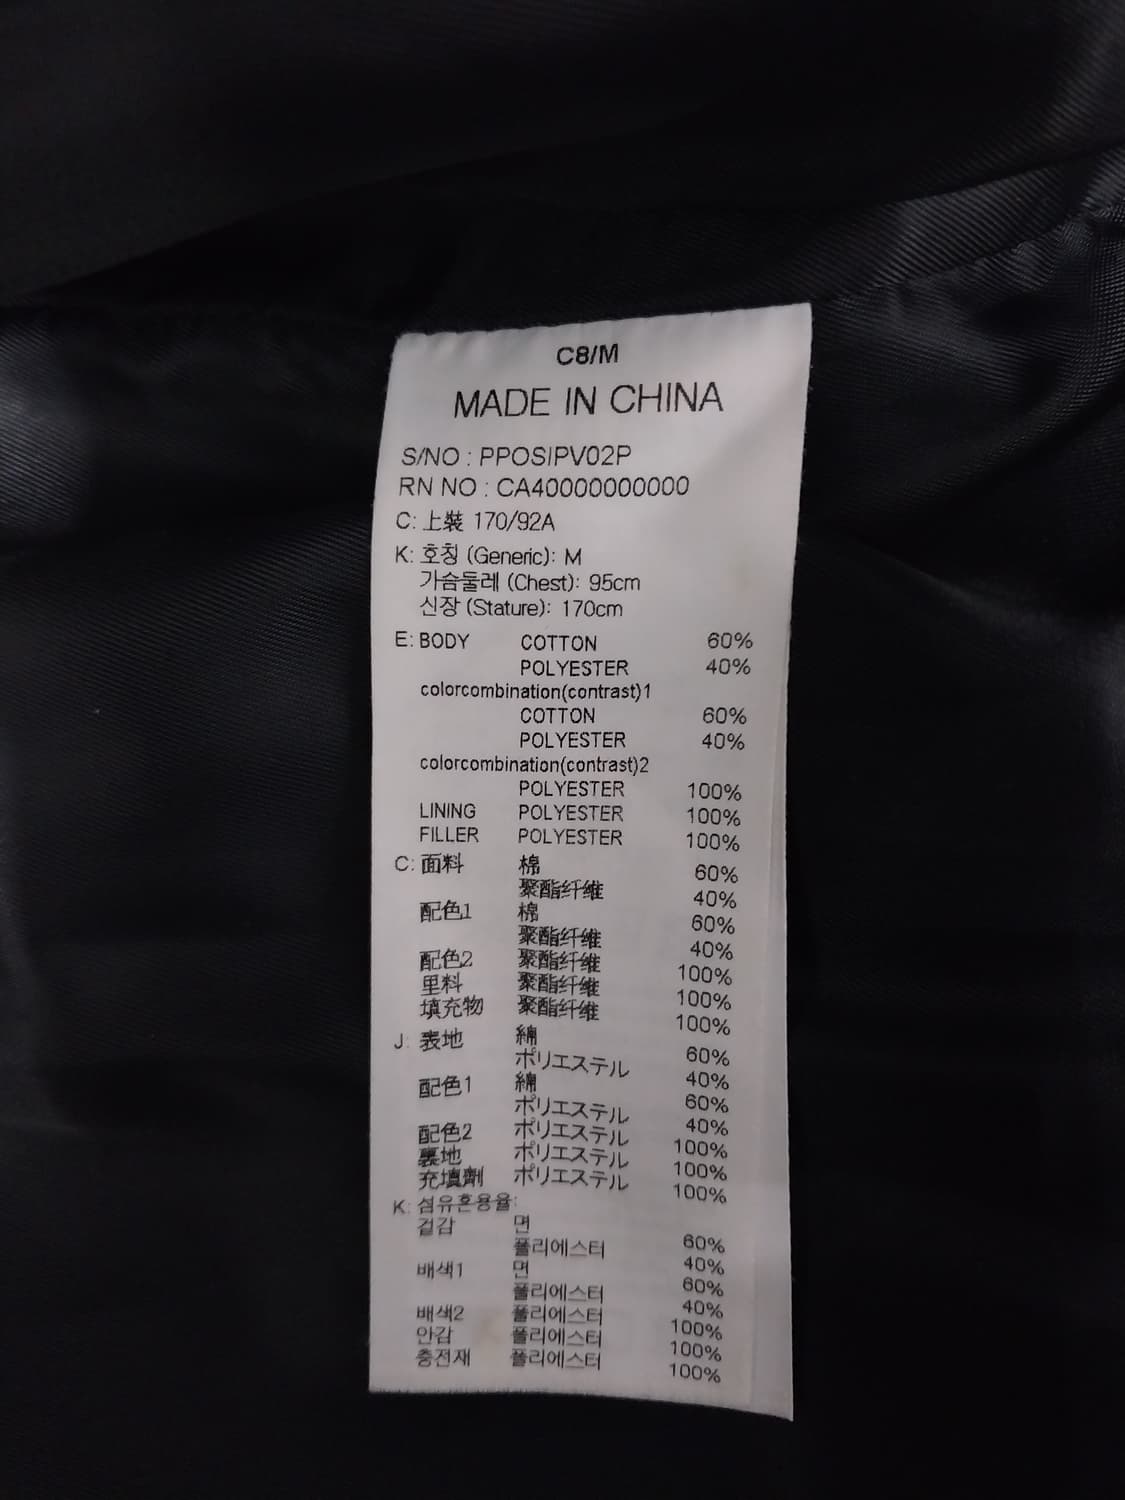 C8/M
MADE IN CHINA
S/NO : PPOSIPV02P
RN NO : CA40000000000
C: 上裝 170/92A
K: 호칭 (Generic): M
가슴둘레 (Chest): 95cm
신장 (Stature): 170cm
E: BODY COTTON 60%
POLYESTER 40%
colorcombination(contrast)1
COTTON 60%
POLYESTER 40%
colorcombination(contrast)2
POLYESTER 100%
LINING POLYESTER 100%
FILLER POLYESTER 100%
C: 面料 棉 60%
聚酯纤维 40%
配色1 棉 60%
聚酯纤维 40%
配色2 聚酯纤维 100%
里料 聚酯纤维 100%
填充物 聚酯纤维 100%
J: 表地 綿 60%
ポリエステル 40%
配色1 綿 60%
ポリエステル 40%
配色2 ポリエステル 100%
裏地 ポリエステル 100%
充填劑 ポリエステル 100%
K: 섬유혼용율:
겉감 면 60%
폴리에스터 40%
배색1 면 60%
폴리에스터 40%
배색2 폴리에스터 100%
안감 폴리에스터 100%
충전재 폴리에스터 100%